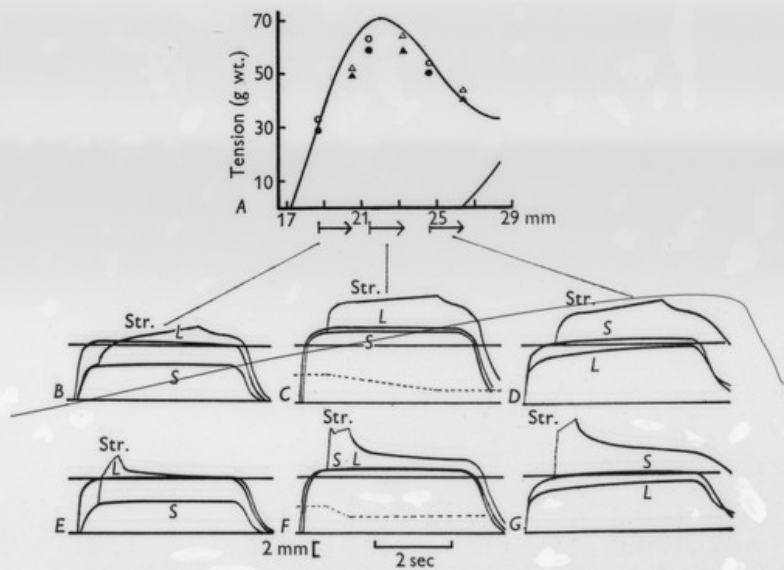 70
50
30
10
Tension (g wt.)
A
17 21 25 29 mm
Str. L
S
B
Str.
L
S
C
Str.
S
L
D
Str.
L
S
E
Str.
S L
F
Str.
S
L
G
2 mm
2 sec